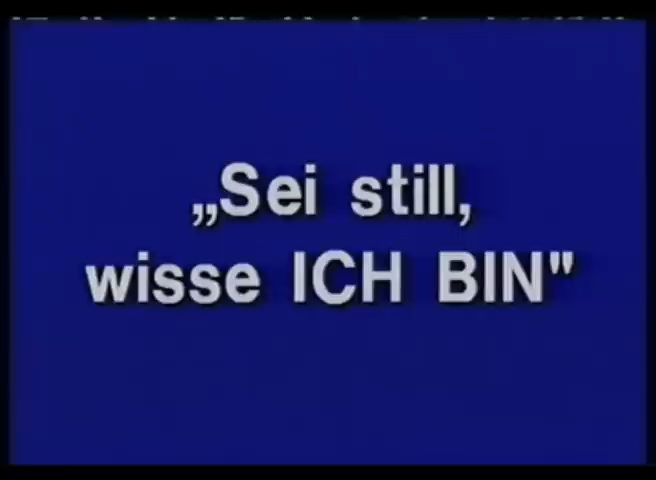 „Sei still,
wisse ICH BIN"